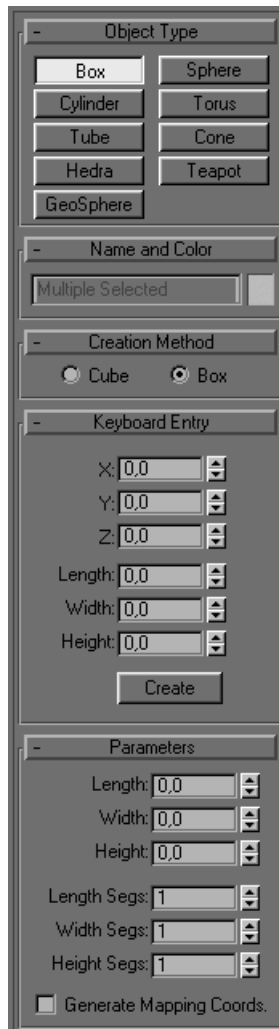 - Object Type
Box Sphere
Cylinder Torus
Tube Cone
Hedra Teapot
GeoSphere
- Name and Color
Multiple Selected
- Creation Method
Cube Box
- Keyboard Entry
X: 0,0
Y: 0,0
Z: 0,0
Length: 0,0
Width: 0,0
Height: 0,0
Create
- Parameters
Length: 0,0
Width: 0,0
Height: 0,0
Length Segs: 1
Width Segs: 1
Height Segs: 1
Generate Mapping Coords.